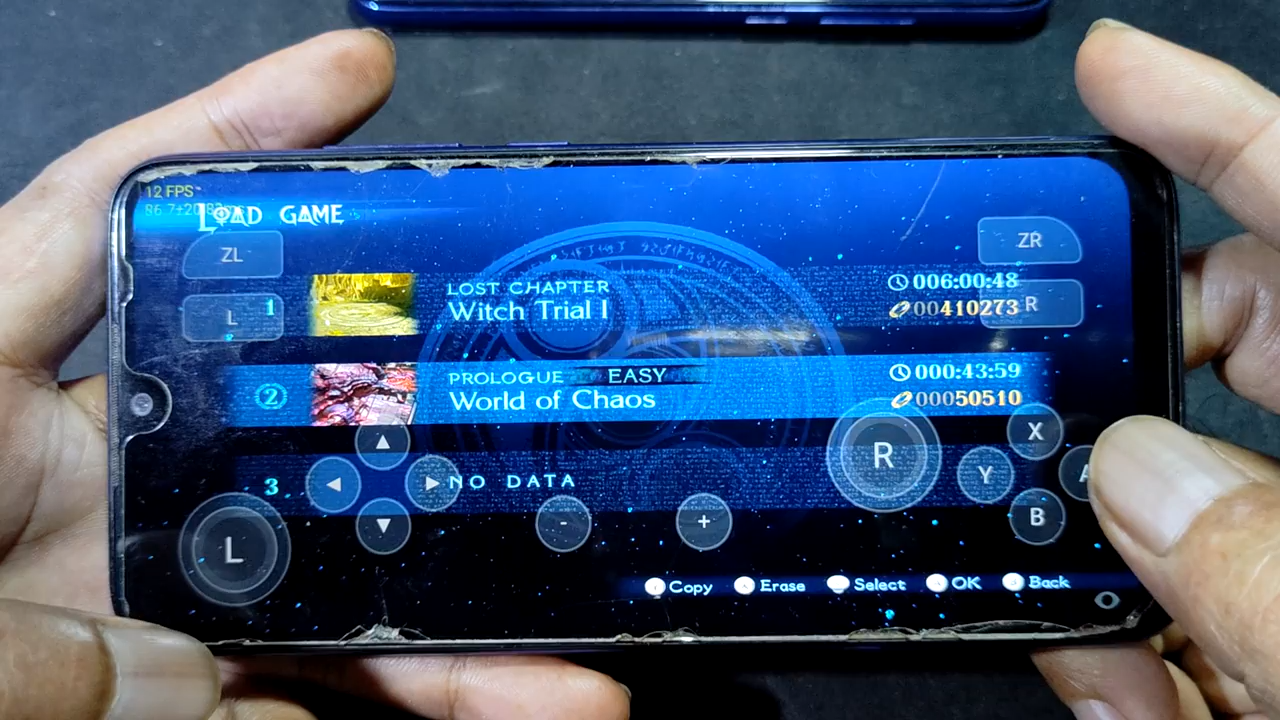 12 FPS
LOAD GAME
ZL
ZR
L
R
1
LOST CHAPTER
Witch Trial I
006:00:48
00410273
2
PROLOGUE
EASY
World of Chaos
000:43:59
00050510
3
NO DATA
L
-
+
R
X
Y
A
B
Copy
Erase
Select
OK
Back